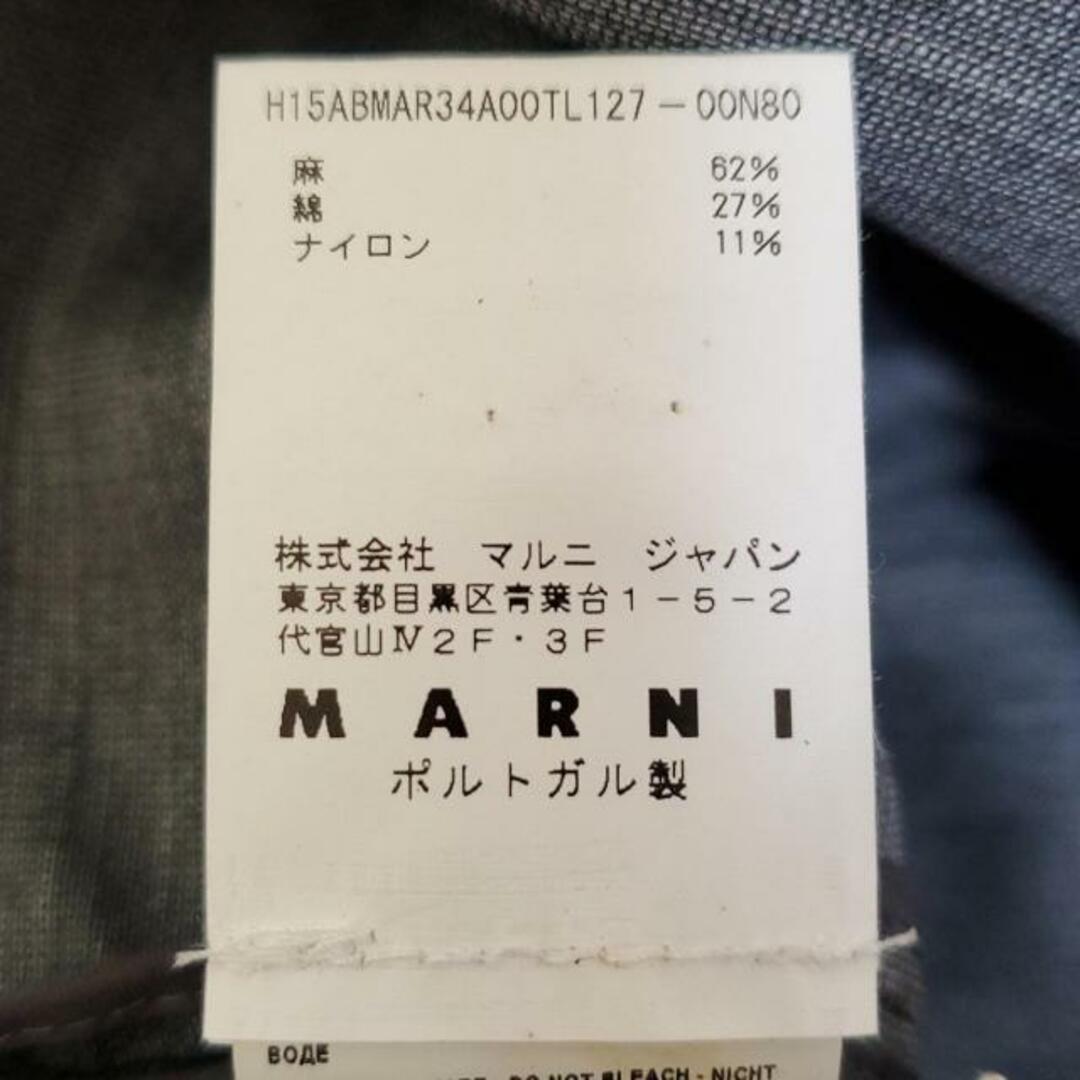 H15ABMAR34A00TL127-00N80
麻 62%
綿 27%
ナイロン 11%
株式会社 マルニ ジャパン
東京都目黒区青葉台1-5-2
代官山Ⅳ2F・3F
MARNI
ポルトガル製
ВОДЕ
DO NOT BLEACH - NICHT